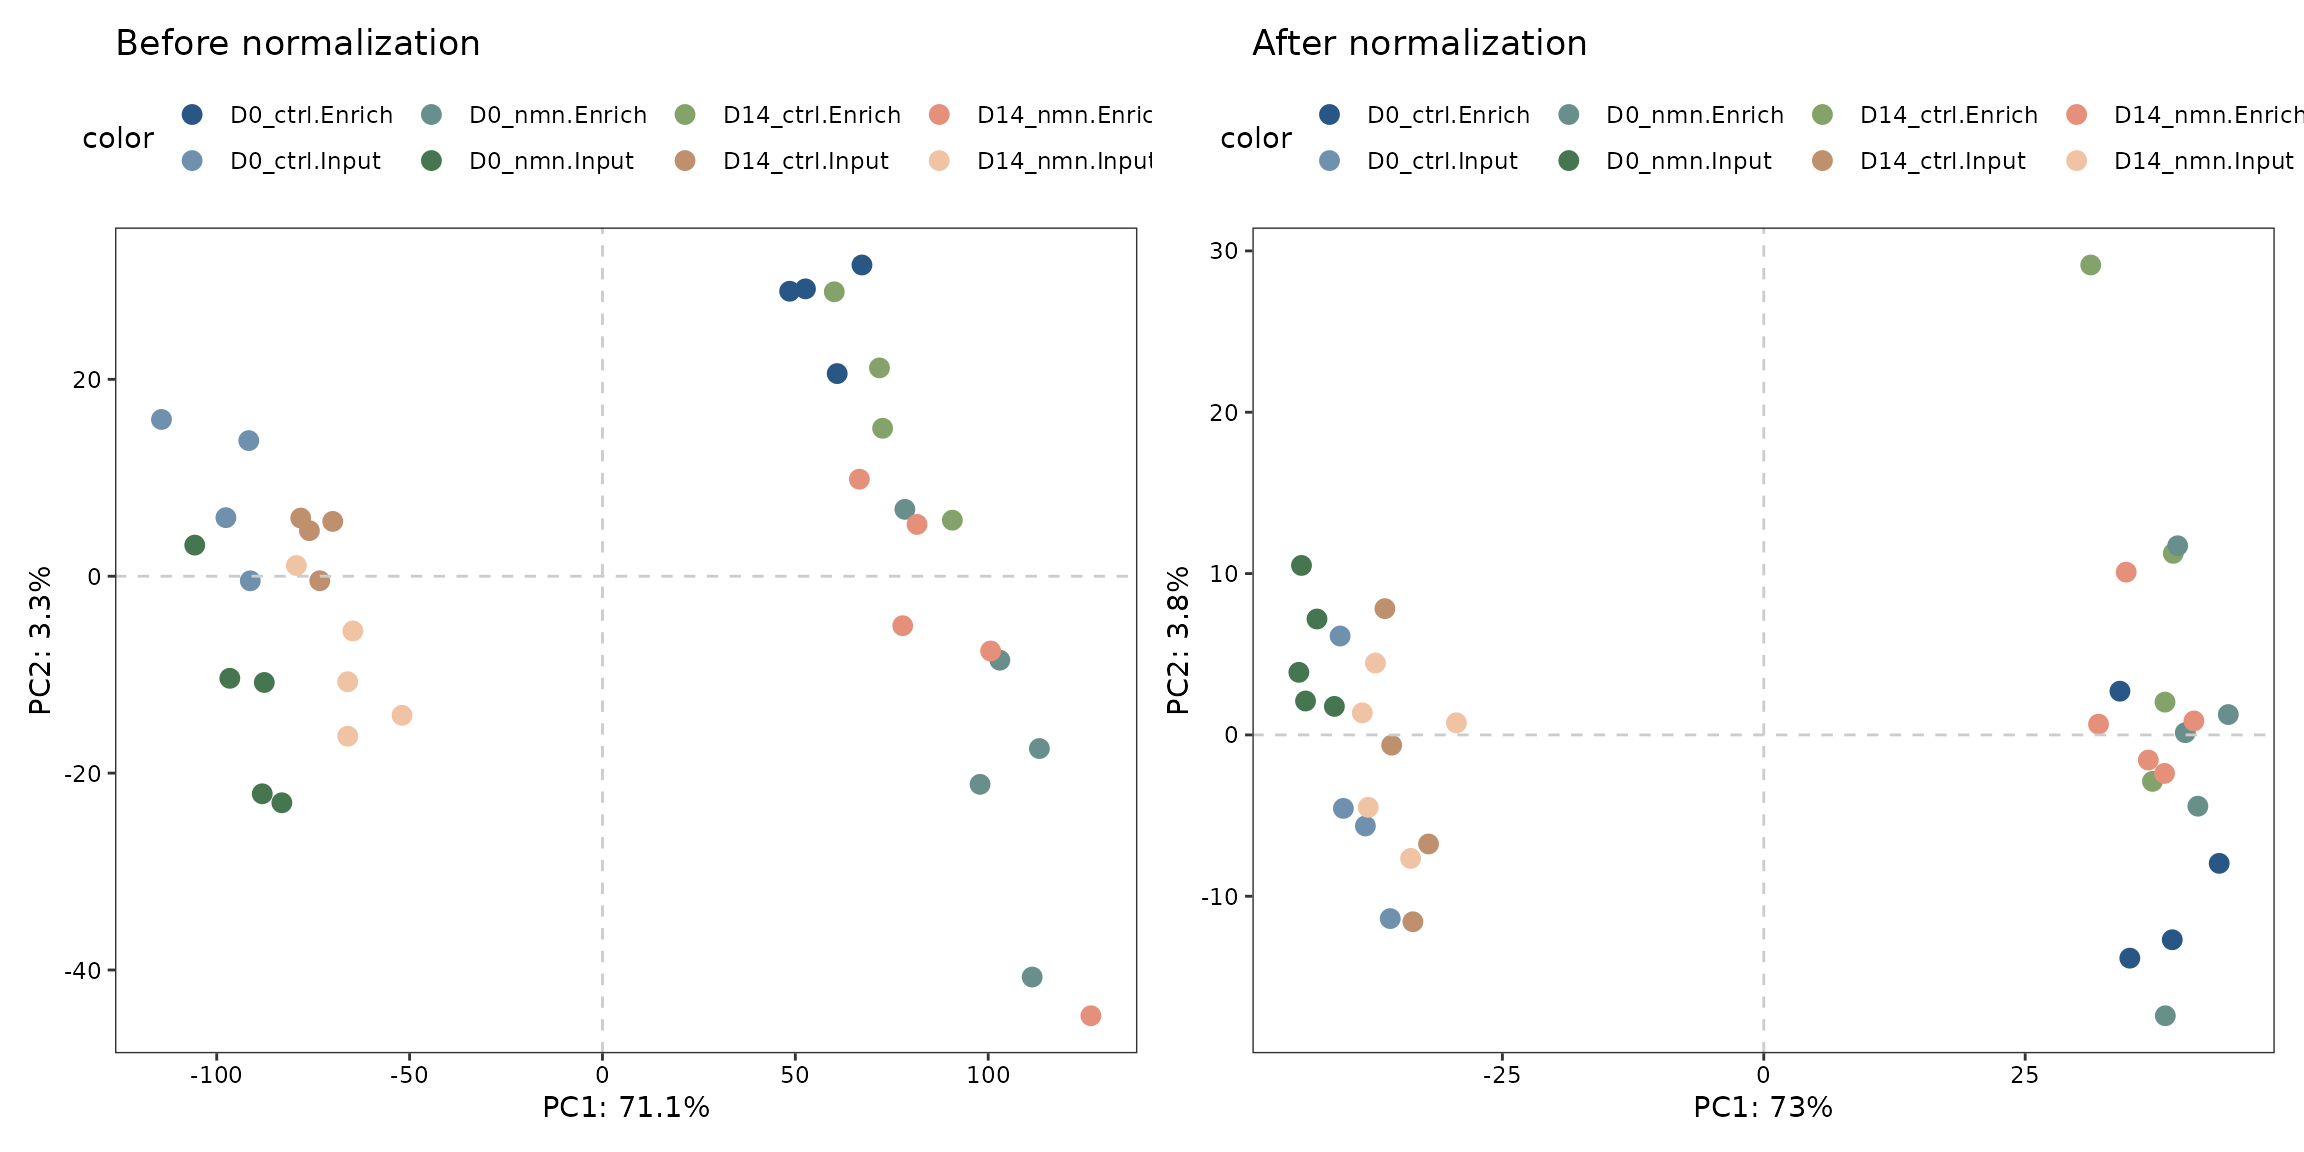 Before normalization
color
D0_ctrl.Enrich D0_nmn.Enrich D14_ctrl.Enrich D14_nmn.Enric
D0_ctrl.Input D0_nmn.Input D14_ctrl.Input D14_nmn.Input
PC2: 3.3%
20
0
-20
-40
-100 -50 0 50 100
PC1: 71.1%
After normalization
color
D0_ctrl.Enrich D0_nmn.Enrich D14_ctrl.Enrich D14_nmn.Enrich
D0_ctrl.Input D0_nmn.Input D14_ctrl.Input D14_nmn.Input
PC2: 3.8%
30
20
10
0
-10
-25 0 25
PC1: 73%